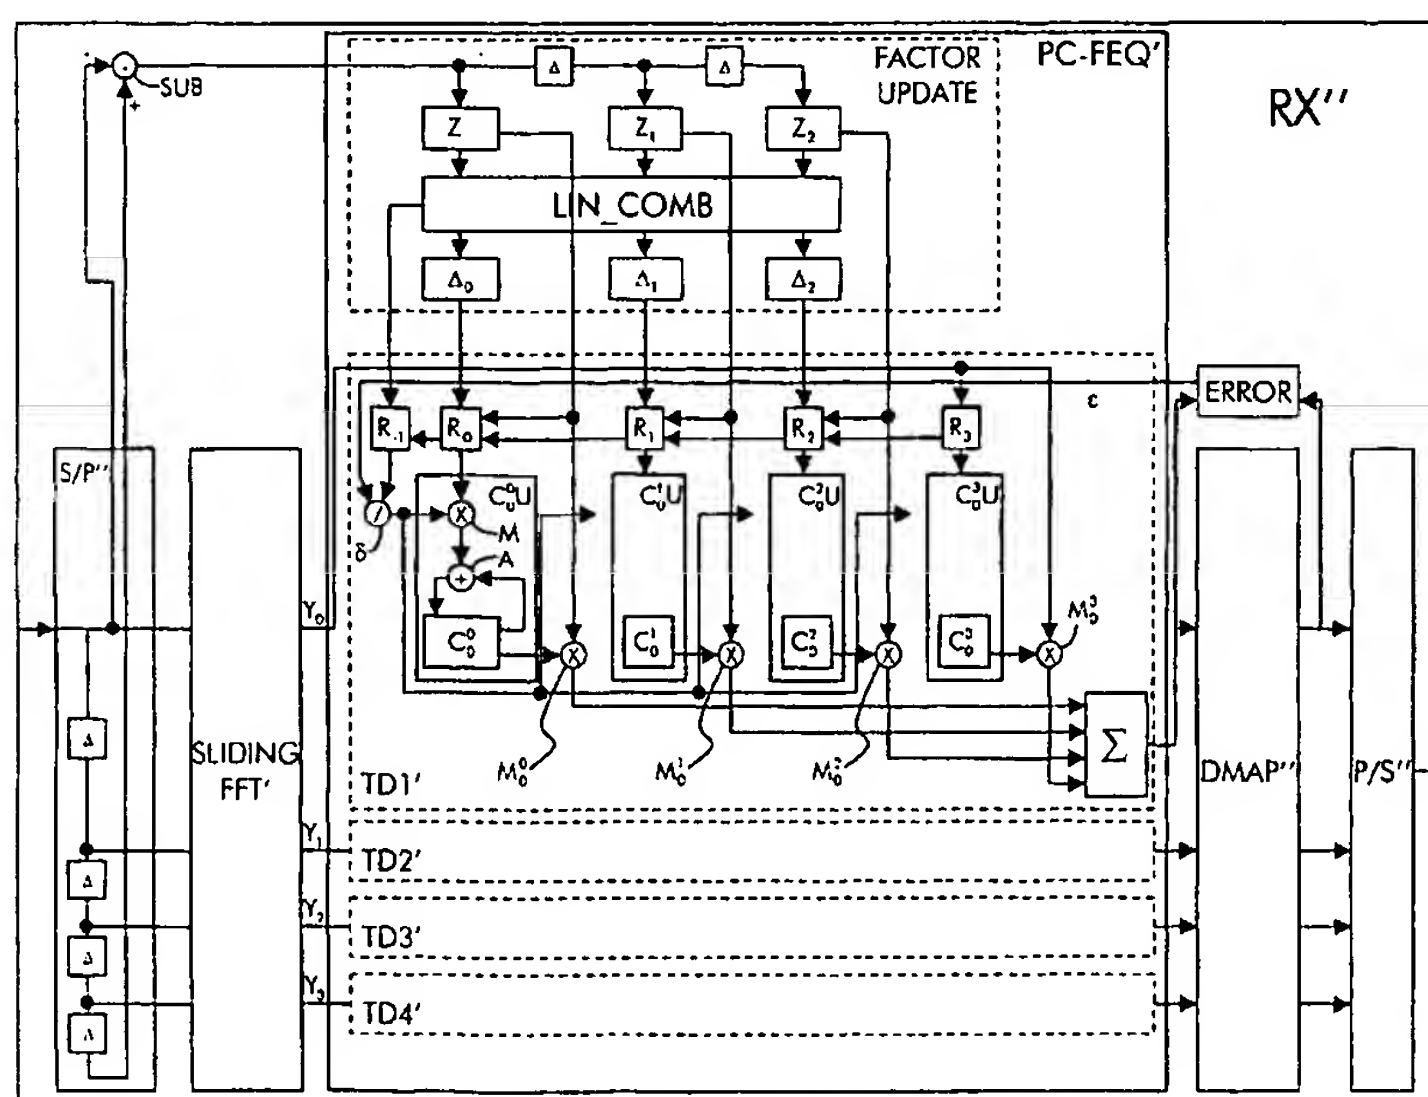 FACTOR
UPDATE
PC-FEQ'
RX''
SUB
+
Δ
Δ
Z
Z₁
Z₂
LIN_COMB
Δ₀
Δ₁
Δ₂
ε
ERROR
R₋₁
R₀
R₁
R₂
R₃
S/P''
C₀⁰U
C₀¹U
C₀²U
C₀³U
/
δ
X
M
+
A
Y₀
C₀⁰
C₀¹
C₀²
C₀³
X
X
X
X
M₀³
Δ
SLIDING
FFT'
M₀⁰
M₀¹
M₀²
Σ
TD1'
DMAP''
P/S''
Y₁
TD2'
Δ
Y₂
TD3'
Δ
Y₃
TD4'
Δ